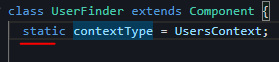 class UserFinder extends Component {
static contextType = UsersContext;